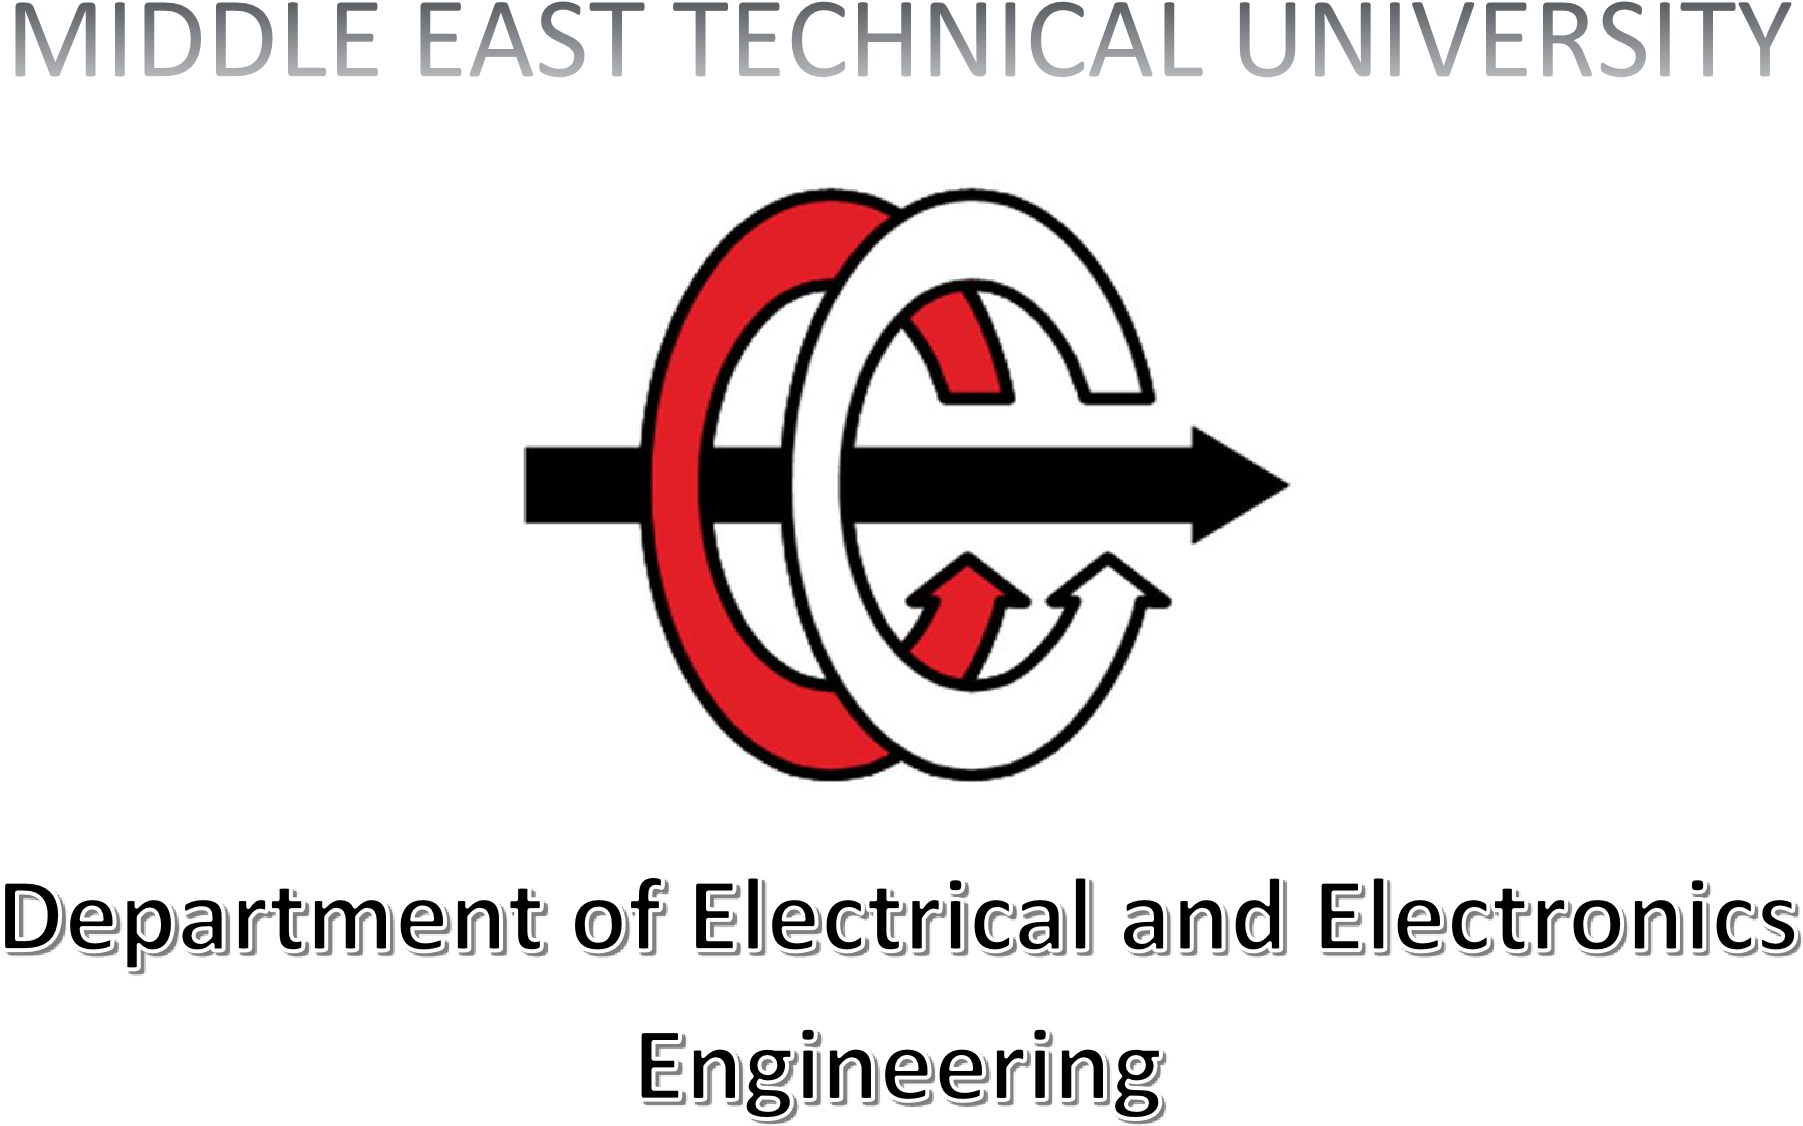 MIDDLE EAST TECHNICAL UNIVERSITY
Department of Electrical and Electronics
Engineering